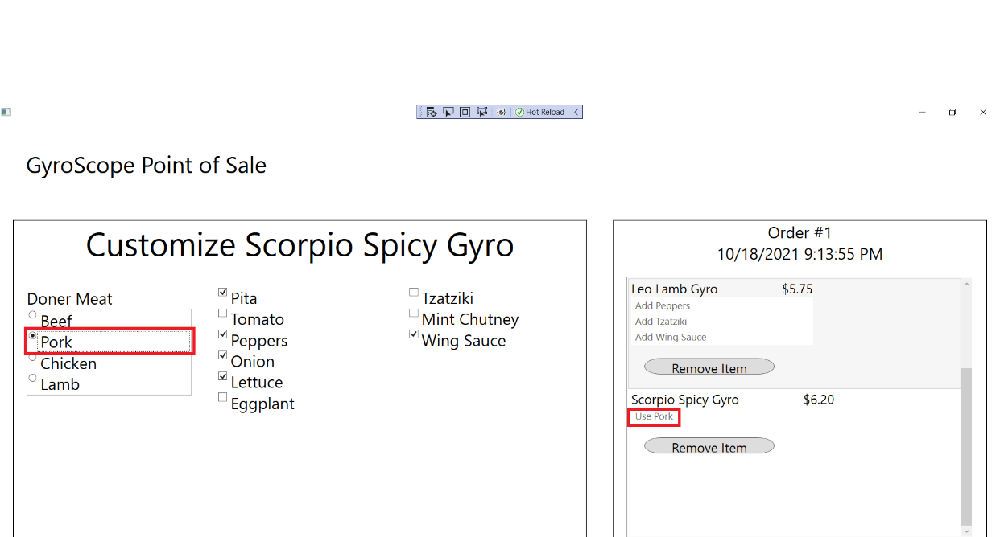 Hot Reload
GyroScope Point of Sale
Customize Scorpio Spicy Gyro
Doner Meat
Beef
Pork
Chicken
Lamb
Pita
Tomato
Peppers
Onion
Lettuce
Eggplant
Tzatziki
Mint Chutney
Wing Sauce
Order #1
10/18/2021 9:13:55 PM
Leo Lamb Gyro $5.75
Add Peppers
Add Tzatziki
Add Wing Sauce
Remove Item
Scorpio Spicy Gyro $6.20
Use Pork
Remove Item